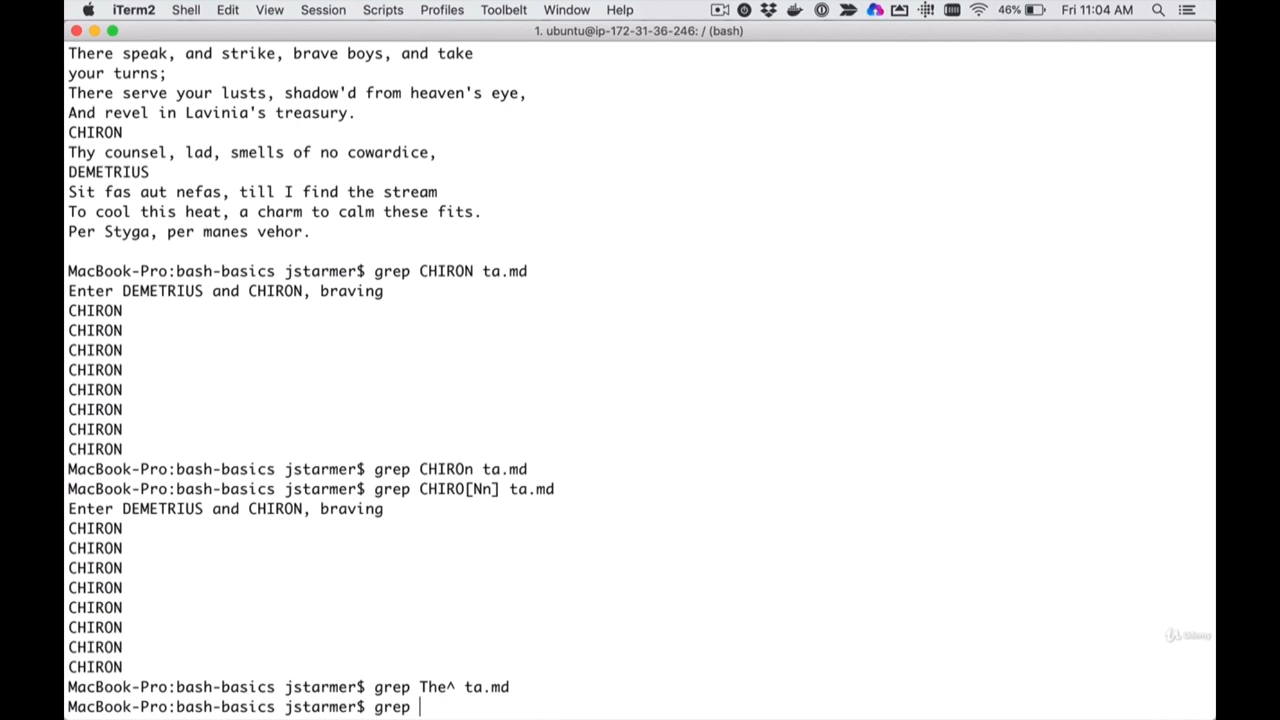 iTerm2 Shell Edit View Session Scripts Profiles Toolbelt Window Help 46% Fri 11:04 AM
1. ubuntu@ip-172-31-36-246: / (bash)
There speak, and strike, brave boys, and take
your turns;
There serve your lusts, shadow'd from heaven's eye,
And revel in Lavinia's treasury.
CHIRON
Thy counsel, lad, smells of no cowardice,
DEMETRIUS
Sit fas aut nefas, till I find the stream
To cool this heat, a charm to calm these fits.
Per Styga, per manes vehor.
MacBook-Pro:bash-basics jstarmer$ grep CHIRON ta.md
Enter DEMETRIUS and CHIRON, braving
CHIRON
CHIRON
CHIRON
CHIRON
CHIRON
CHIRON
CHIRON
CHIRON
MacBook-Pro:bash-basics jstarmer$ grep CHIROn ta.md
MacBook-Pro:bash-basics jstarmer$ grep CHIRO[Nn] ta.md
Enter DEMETRIUS and CHIRON, braving
CHIRON
CHIRON
CHIRON
CHIRON
CHIRON
CHIRON
CHIRON
CHIRON
MacBook-Pro:bash-basics jstarmer$ grep The^ ta.md
MacBook-Pro:bash-basics jstarmer$ grep
Udemy